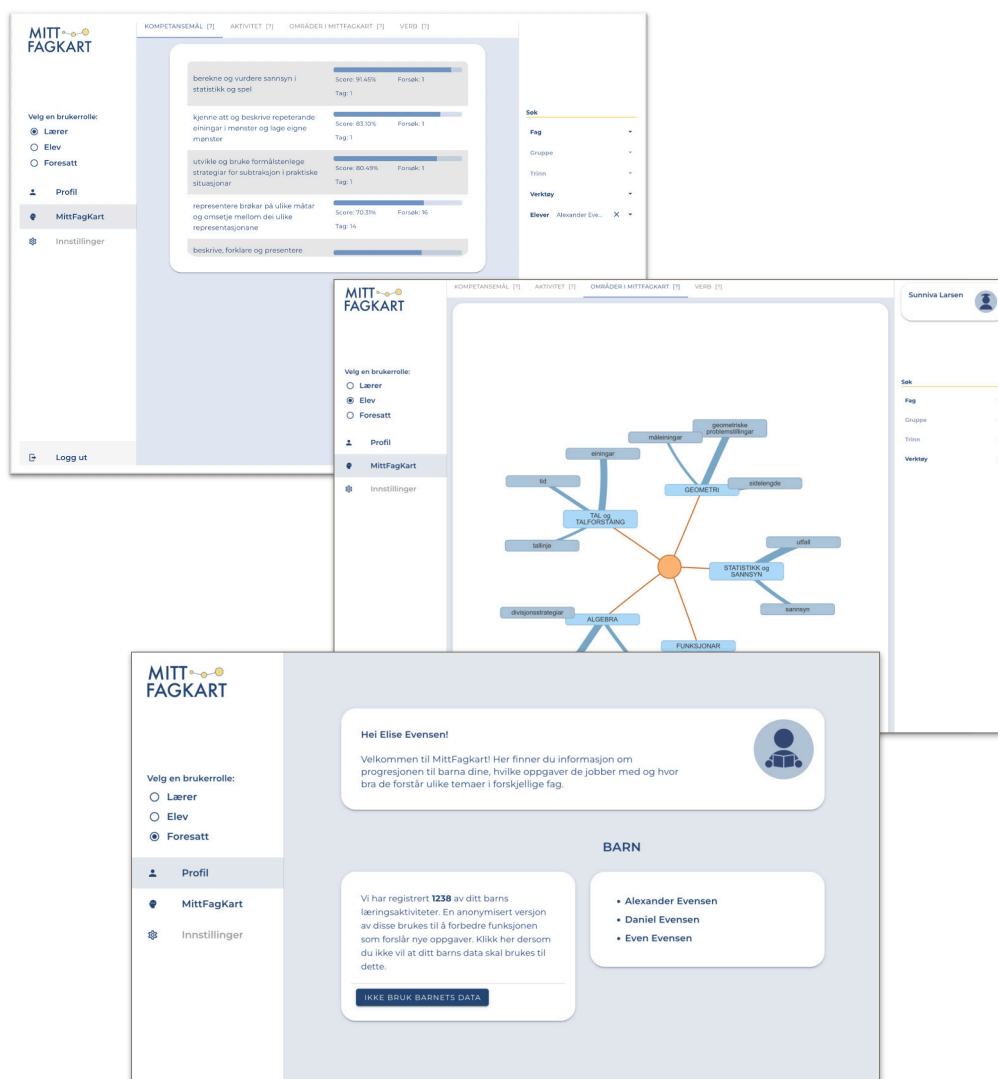 MITT
FAGKART
KOMPETANSEMÅL [?]
AKTIVITET [?]
OMRÅDER I MITTFAGKART [?]
VERB [?]
Velg en brukerrolle:
Lærer
Elev
Foresatt
Profil
MittFagKart
Innstillinger
Logg ut
berekne og vurdere sannsyn i
statistikk og spel
Score: 91.45% Forsøk: 1
Tag: 1
kjenne att og beskrive repeterande
einingar i mønster og lage eigne
mønster
Score: 83.10% Forsøk: 1
Tag: 1
utvikle og bruke formålstenlege
strategiar for subtraksjon i praktiske
situasjonar
Score: 80.49% Forsøk: 1
Tag: 1
representere brøkar på ulike måtar
og omsetje mellom dei ulike
representasjonane
Score: 70.31% Forsøk: 16
Tag: 14
beskrive, forklare og presentere
Søk
Fag
Gruppe
Trinn
Verktøy
Elever Alexander Eve...
MITT
FAGKART
KOMPETANSEMÅL [?]
AKTIVITET [?]
OMRÅDER I MITTFAGKART [?]
VERB [?]
Velg en brukerrolle:
Lærer
Elev
Foresatt
Profil
MittFagKart
Innstillinger
geometriske
problemstillingar
måleiningar
einingar
tid
sidelengde
GEOMETRI
TAL og
TALFORSTÅING
tallinje
utfall
STATISTIKK og
SANNSYN
sannsyn
divisjonsstrategiar
ALGEBRA
FUNKSJONAR
Sunniva Larsen
Søk
Fag
Gruppe
Trinn
Verktøy
MITT
FAGKART
Velg en brukerrolle:
Lærer
Elev
Foresatt
Profil
MittFagKart
Innstillinger
Hei Elise Evensen!
Velkommen til MittFagkart! Her finner du informasjon om
progresjonen til barna dine, hvilke oppgaver de jobber med og hvor
bra de forstår ulike temaer i forskjellige fag.
BARN
Vi har registrert 1238 av ditt barns
læringsaktiviteter. En anonymisert versjon
av disse brukes til å forbedre funksjonen
som forslår nye oppgaver. Klikk her dersom
du ikke vil at ditt barns data skal brukes til
dette.
IKKE BRUK BARNETS DATA
Alexander Evensen
Daniel Evensen
Even Evensen